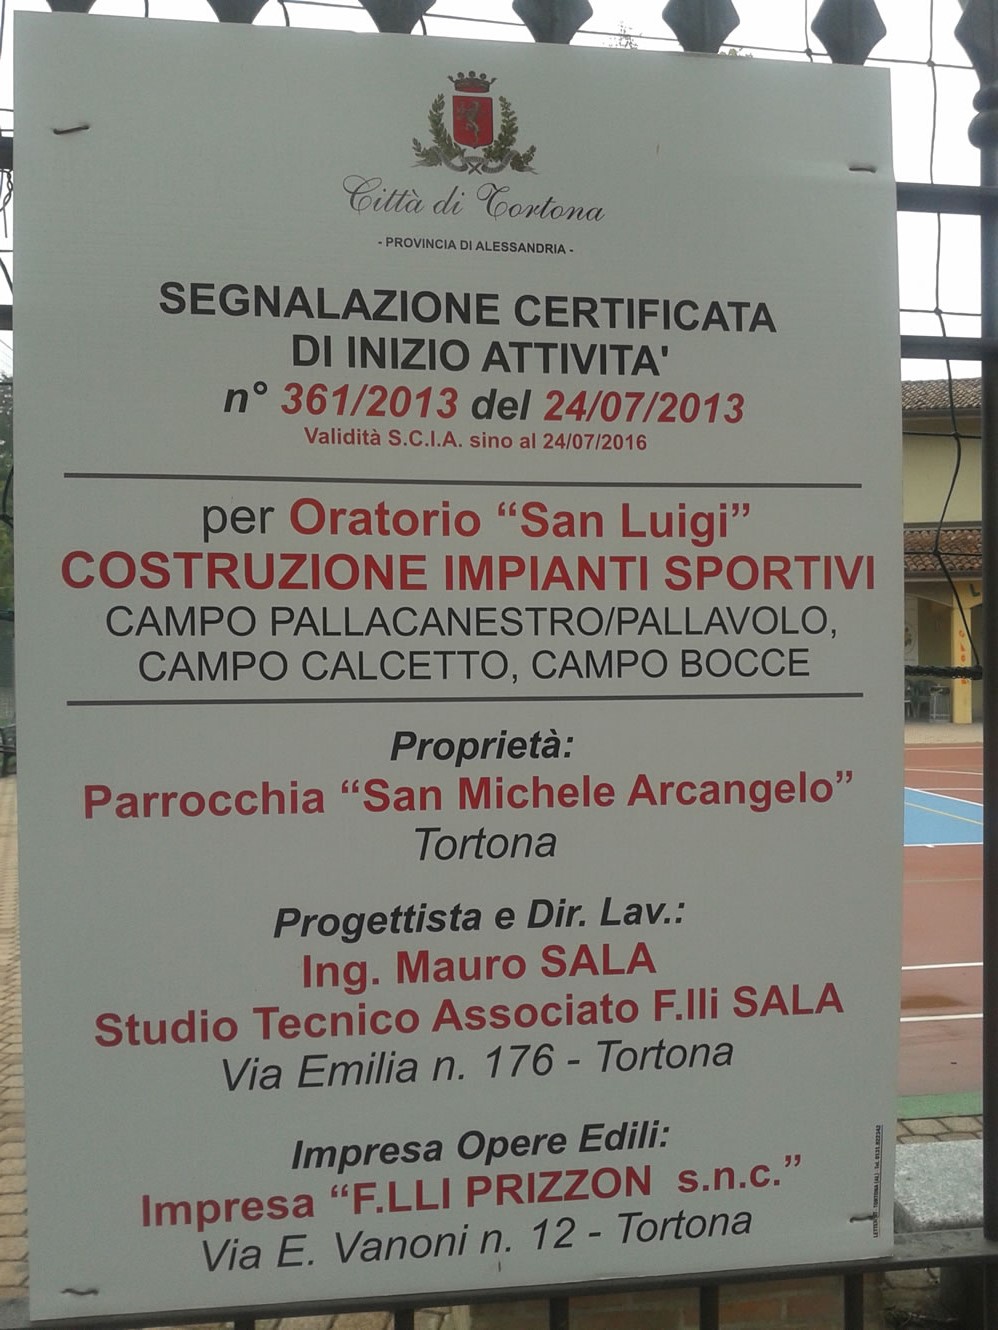 Città di Tortona
- PROVINCIA DI ALESSANDRIA -
SEGNALAZIONE CERTIFICATA
DI INIZIO ATTIVITA'
n° 361/2013 del 24/07/2013
Validità S.C.I.A. sino al 24/07/2016
per Oratorio “San Luigi”
COSTRUZIONE IMPIANTI SPORTIVI
CAMPO PALLACANESTRO/PALLAVOLO,
CAMPO CALCETTO, CAMPO BOCCE
Proprietà:
Parrocchia “San Michele Arcangelo”
Tortona
Progettista e Dir. Lav.:
Ing. Mauro SALA
Studio Tecnico Associato F.lli SALA
Via Emilia n. 176 - Tortona
Impresa Opere Edili:
Impresa “F.LLI PRIZZON s.n.c.”
Via E. Vanoni n. 12 - Tortona